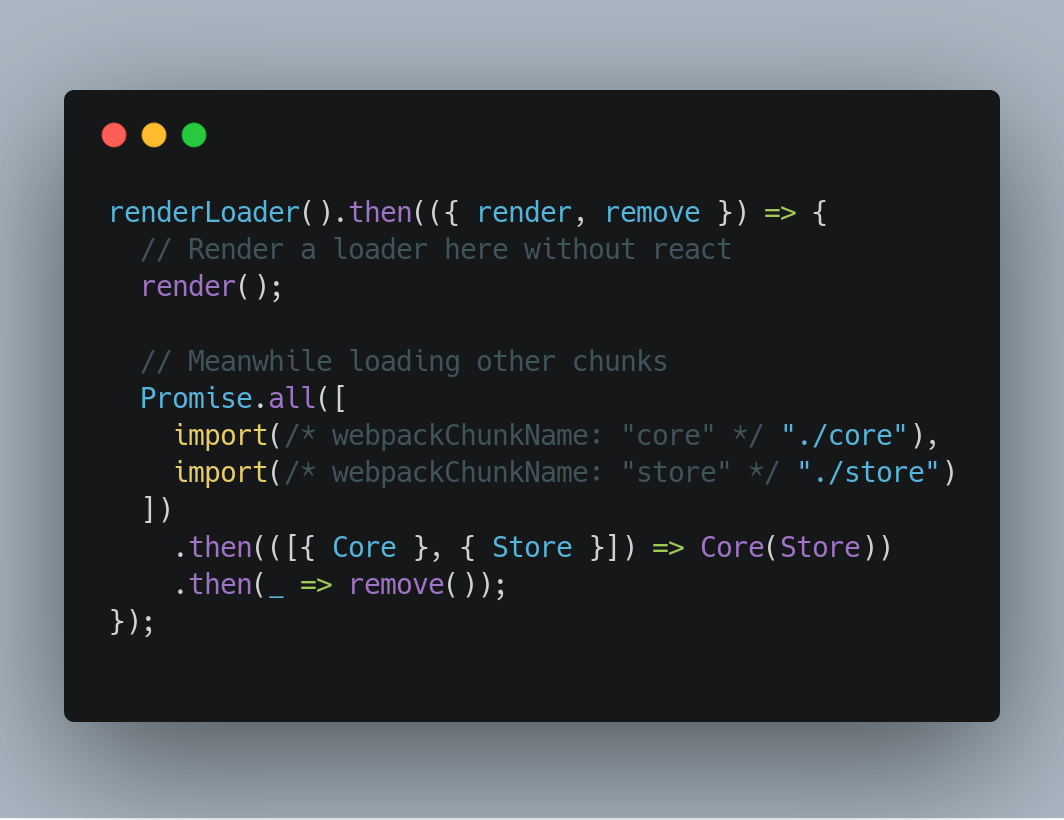 renderLoader().then(({ render, remove }) => {
  // Render a loader here without react
  render();

  // Meanwhile loading other chunks
  Promise.all([
    import(/* webpackChunkName: "core" */ "./core"),
    import(/* webpackChunkName: "store" */ "./store")
  ])
    .then(([{ Core }, { Store }]) => Core(Store))
    .then(_ => remove());
});